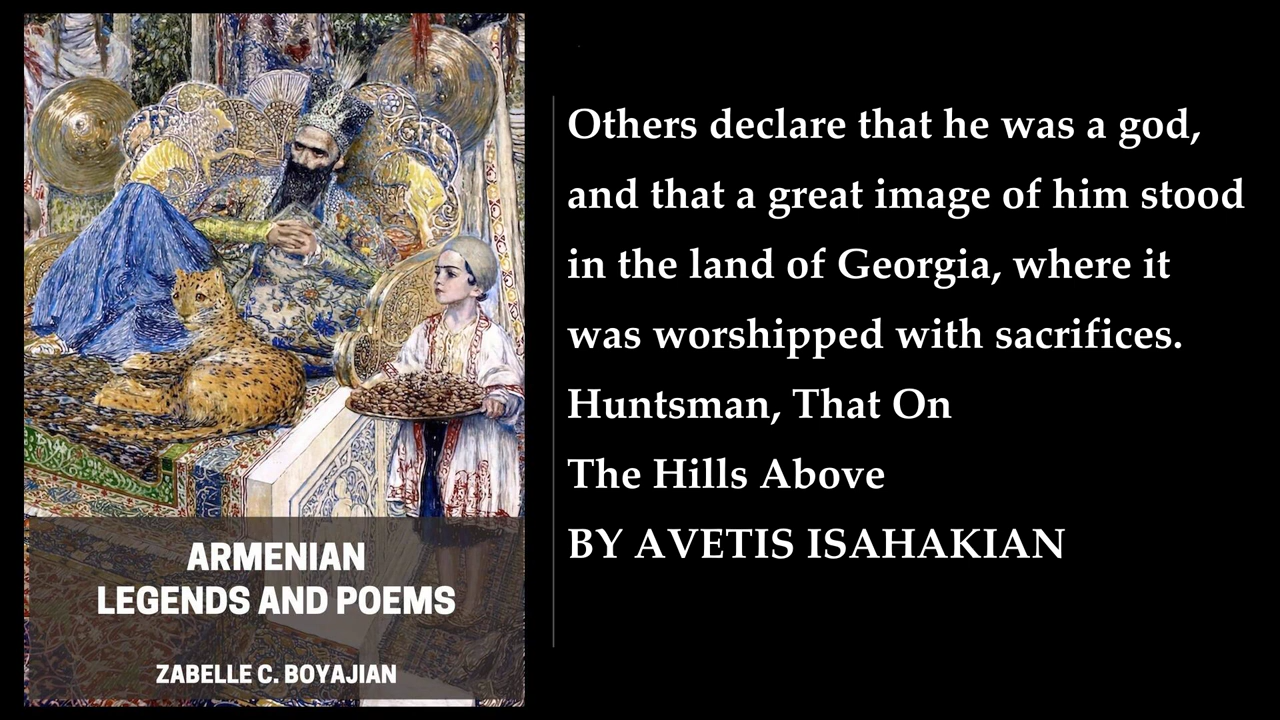 ARMENIAN
LEGENDS AND POEMS
ZABELLE C. BOYAJIAN
Others declare that he was a god,
and that a great image of him stood
in the land of Georgia, where it
was worshipped with sacrifices.
Huntsman, That On
The Hills Above
BY AVETIS ISAHAKIAN